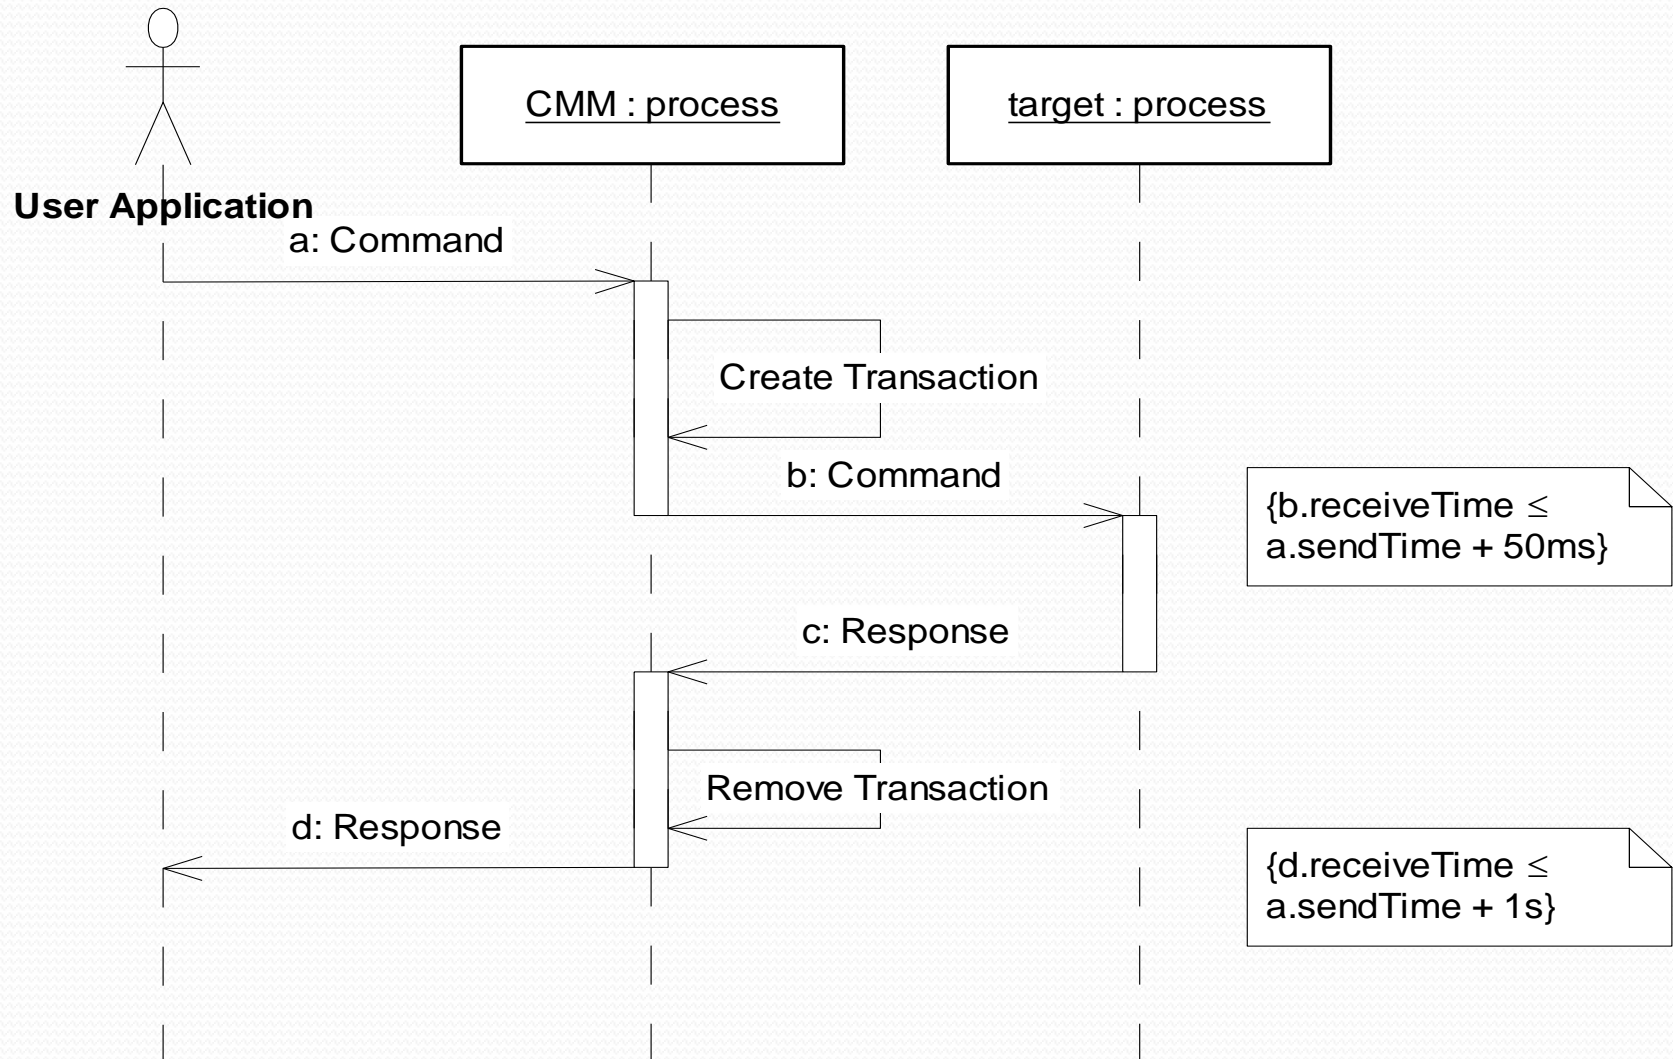 CMM : process
target : process
User Application
a: Command
Create Transaction
b: Command
{b.receiveTime ≤
a.sendTime + 50ms}
c: Response
Remove Transaction
d: Response
{d.receiveTime ≤
a.sendTime + 1s}